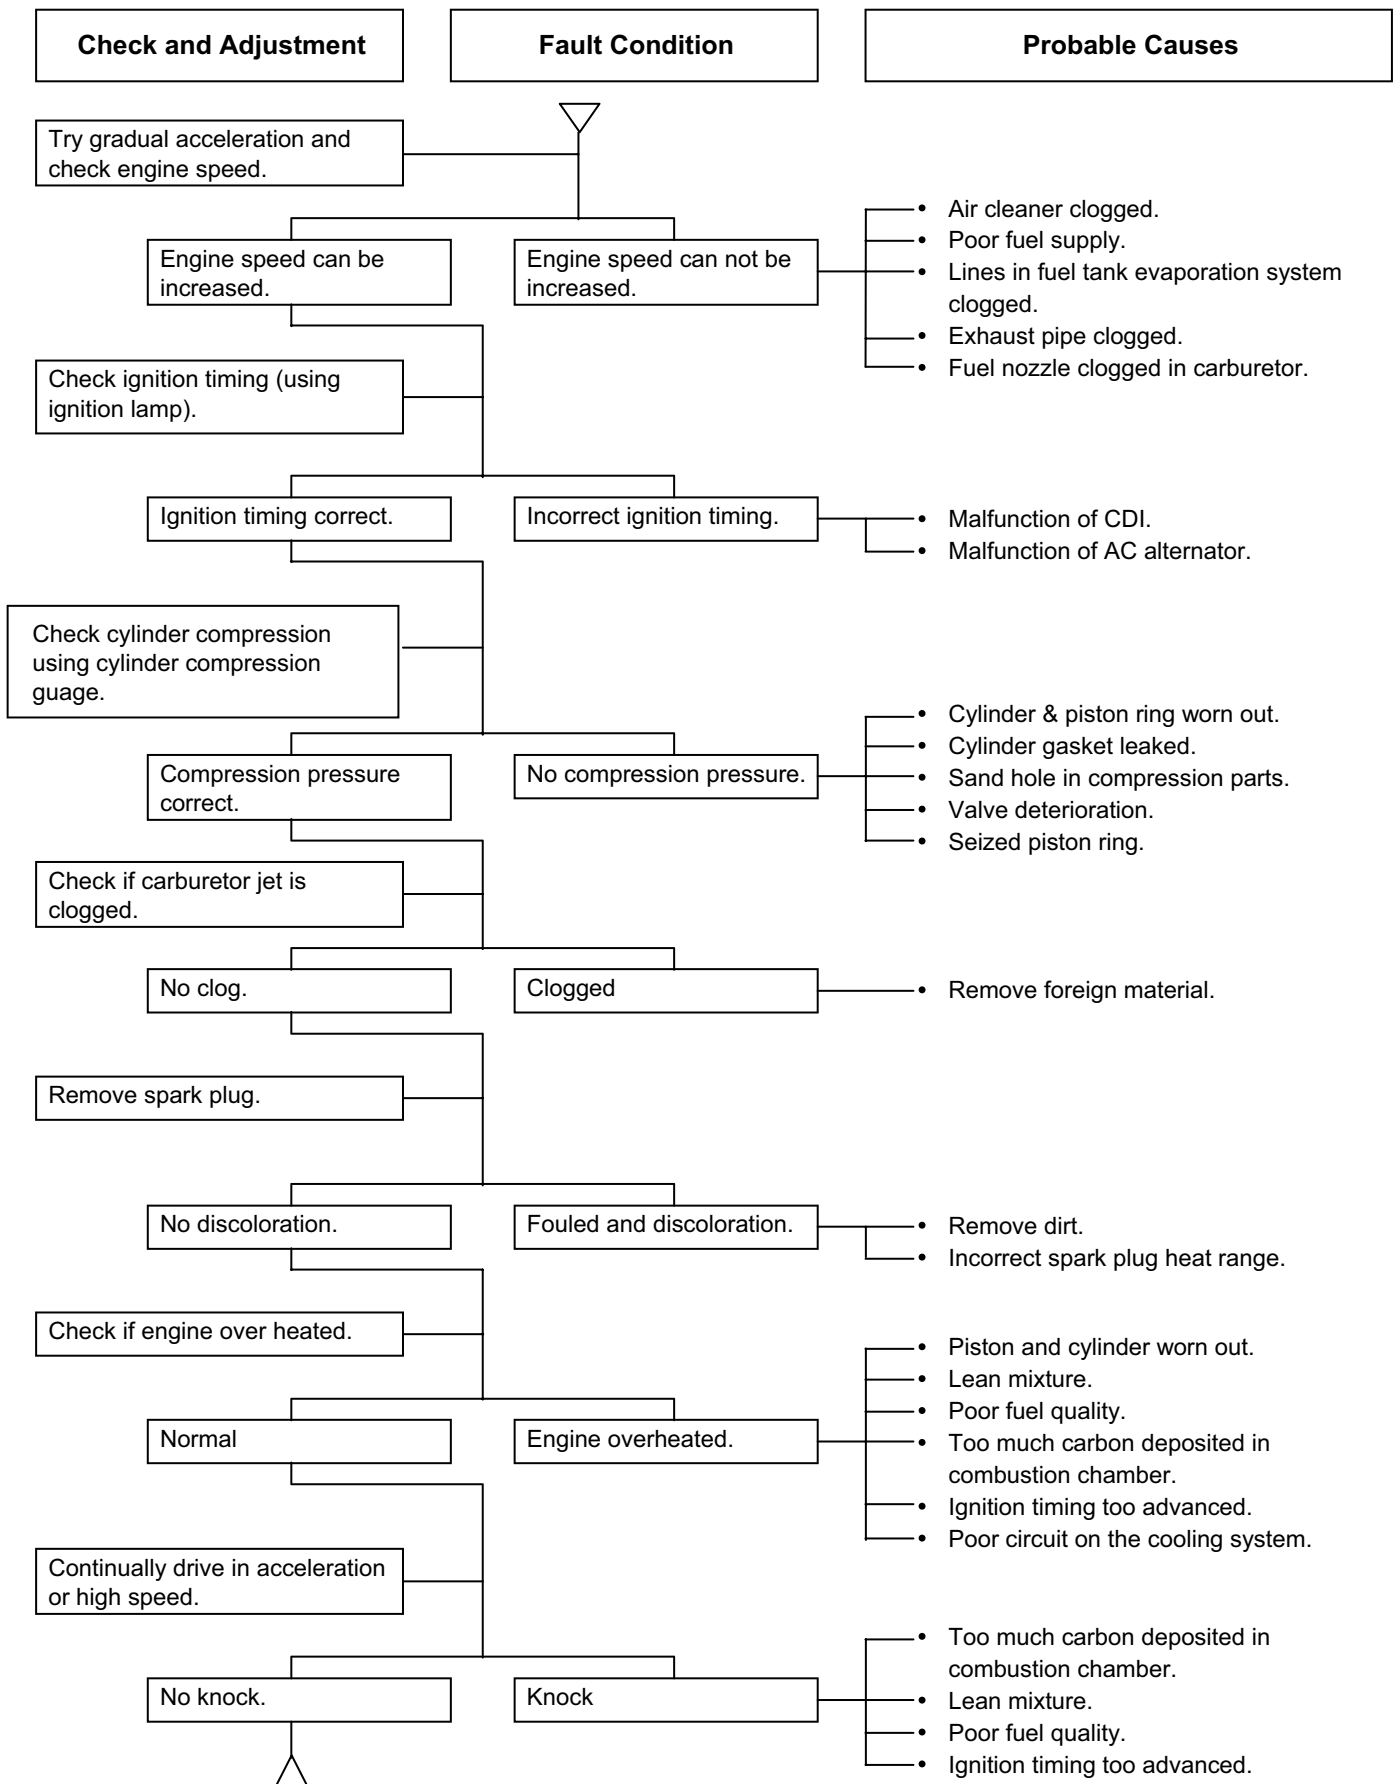 Check and Adjustment
Fault Condition
Probable Causes
Try gradual acceleration and
check engine speed.
Engine speed can be
increased.
Engine speed can not be
increased.
• Air cleaner clogged.
• Poor fuel supply.
• Lines in fuel tank evaporation system
clogged.
• Exhaust pipe clogged.
• Fuel nozzle clogged in carburetor.
Check ignition timing (using
ignition lamp).
Ignition timing correct.
Incorrect ignition timing.
• Malfunction of CDI.
• Malfunction of AC alternator.
Check cylinder compression
using cylinder compression
guage.
Compression pressure
correct.
No compression pressure.
• Cylinder & piston ring worn out.
• Cylinder gasket leaked.
• Sand hole in compression parts.
• Valve deterioration.
• Seized piston ring.
Check if carburetor jet is
clogged.
No clog.
Clogged
• Remove foreign material.
Remove spark plug.
No discoloration.
Fouled and discoloration.
• Remove dirt.
• Incorrect spark plug heat range.
Check if engine over heated.
Normal
Engine overheated.
• Piston and cylinder worn out.
• Lean mixture.
• Poor fuel quality.
• Too much carbon deposited in
combustion chamber.
• Ignition timing too advanced.
• Poor circuit on the cooling system.
Continually drive in acceleration
or high speed.
No knock.
Knock
• Too much carbon deposited in
combustion chamber.
• Lean mixture.
• Poor fuel quality.
• Ignition timing too advanced.